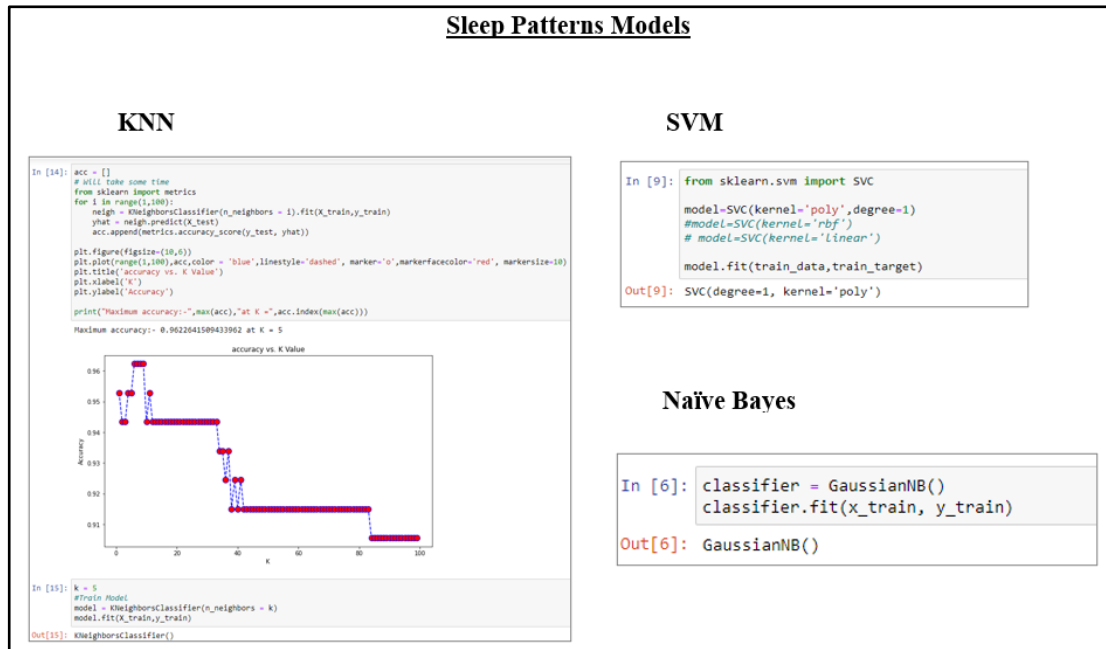 Sleep Patterns Models
KNN
In [14]: acc = []
# Will take some time
from sklearn import metrics
for i in range(1,100):
    neigh = KNeighborsClassifier(n_neighbors = i).fit(X_train,y_train)
    yhat = neigh.predict(X_test)
    acc.append(metrics.accuracy_score(y_test, yhat))
plt.figure(figsize=(10,6))
plt.plot(range(1,100),acc,color = 'blue',linestyle='dashed', marker='o',markerfacecolor='red', markersize=10)
plt.title('accuracy vs. K Value')
plt.xlabel('K')
plt.ylabel('Accuracy')
print("Maximum accuracy:-",max(acc),"at K =",acc.index(max(acc)))
Maximum accuracy:- 0.9622641509433962 at K = 5
accuracy vs. K Value
0.96
0.95
0.94
0.93
0.92
0.91
Accuracy
0 20 40 60 80 100
K
In [15]: k = 5
#Train Model
model = KNeighborsClassifier(n_neighbors = k)
model.fit(X_train,y_train)
Out[15]: KNeighborsClassifier()
SVM
In [9]: from sklearn.svm import SVC
model=SVC(kernel='poly',degree=1)
#model=SVC(kernel='rbf')
# model=SVC(kernel='linear')
model.fit(train_data,train_target)
Out[9]: SVC(degree=1, kernel='poly')
Naïve Bayes
In [6]: classifier = GaussianNB()
classifier.fit(x_train, y_train)
Out[6]: GaussianNB()